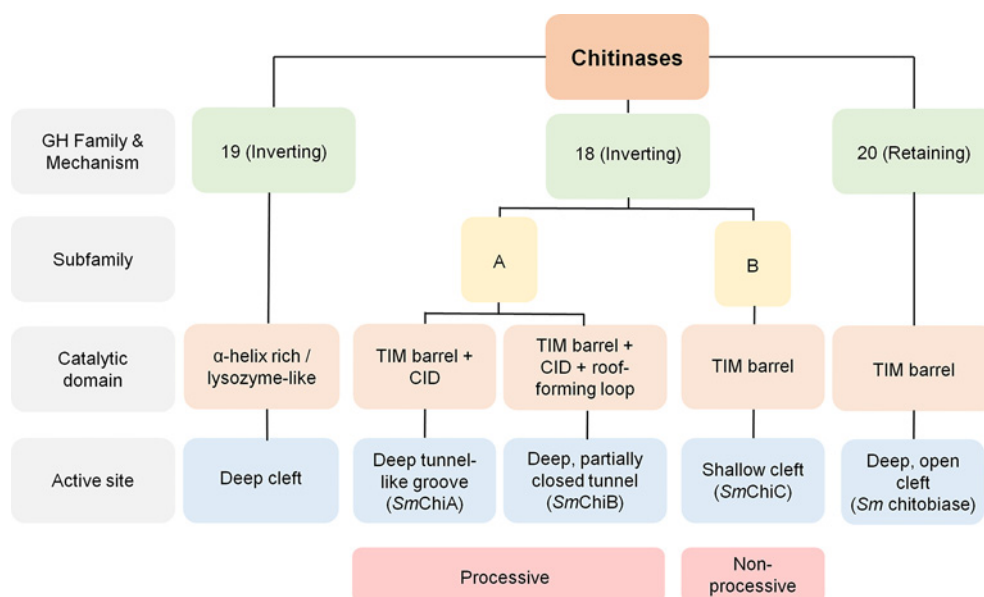 Chitinases
GH Family &
Mechanism
19 (Inverting)
18 (Inverting)
20 (Retaining)
Subfamily
A
B
Catalytic
domain
α-helix rich /
lysozyme-like
TIM barrel +
CID
TIM barrel +
CID + roof-
forming loop
TIM barrel
TIM barrel
Active site
Deep cleft
Deep tunnel-
like groove
(SmChiA)
Deep, partially
closed tunnel
(SmChiB)
Shallow cleft
(SmChiC)
Deep, open
cleft
(Sm chitobiase)
Processive
Non-
processive